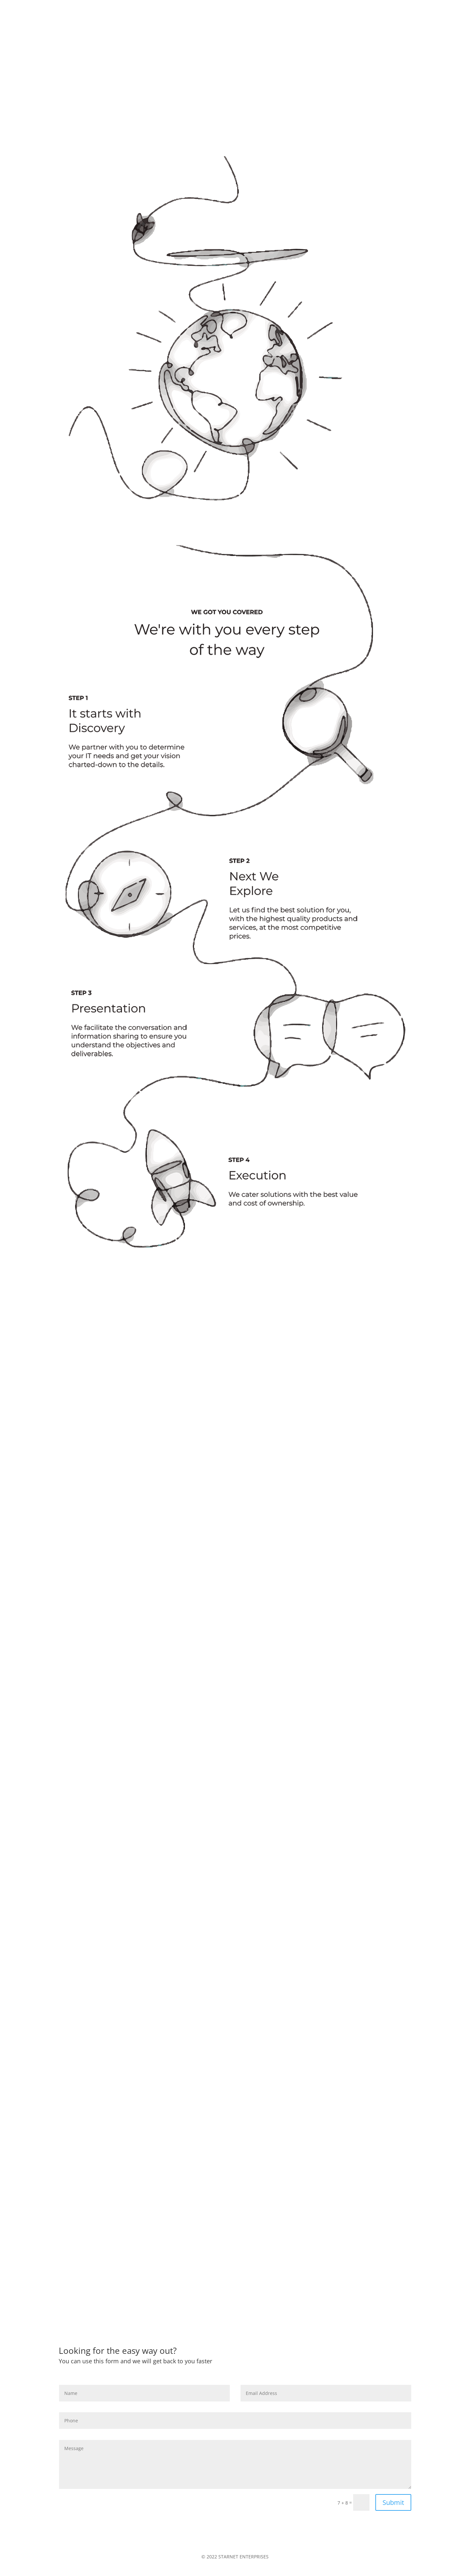 WE GOT YOU COVERED
We're with you every step
of the way
STEP 1
It starts with
Discovery
We partner with you to determine
your IT needs and get your vision
charted-down to the details.
STEP 2
Next We
Explore
Let us find the best solution for you,
with the highest quality products and
services, at the most competitive
prices.
STEP 3
Presentation
We facilitate the conversation and
information sharing to ensure you
understand the objectives and
deliverables.
STEP 4
Execution
We cater solutions with the best value
and cost of ownership.
Looking for the easy way out?
You can use this form and we will get back to you faster
Name
Email Address
Phone
Message
7 + 8 =
Submit
© 2022 STARNET ENTERPRISES